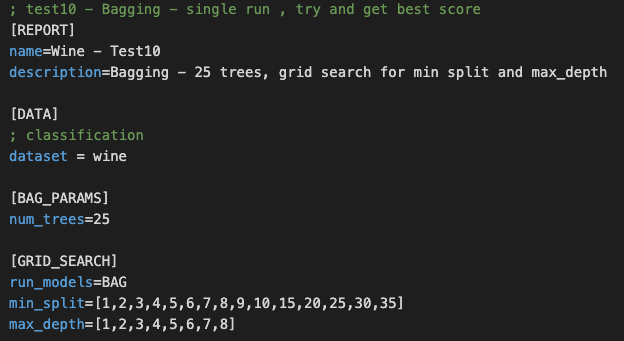 ; test10 - Bagging - single run , try and get best score
[REPORT]
name=Wine - Test10
description=Bagging - 25 trees, grid search for min split and max_depth
[DATA]
; classification
dataset = wine
[BAG_PARAMS]
num_trees=25
[GRID_SEARCH]
run_models=BAG
min_split=[1,2,3,4,5,6,7,8,9,10,15,20,25,30,35]
max_depth=[1,2,3,4,5,6,7,8]